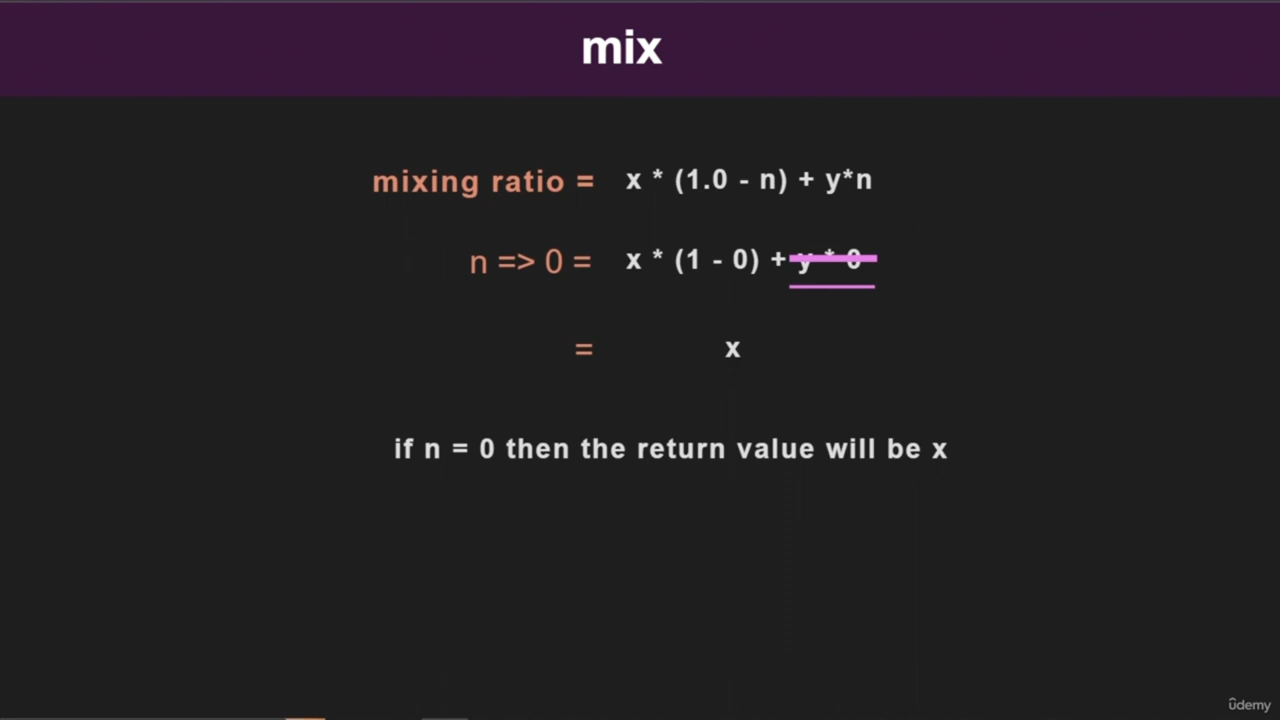 mix
mixing ratio = x * (1.0 - n) + y*n
n => 0 = x * (1 - 0) + y * 0
= x
if n = 0 then the return value will be x
ûdemy